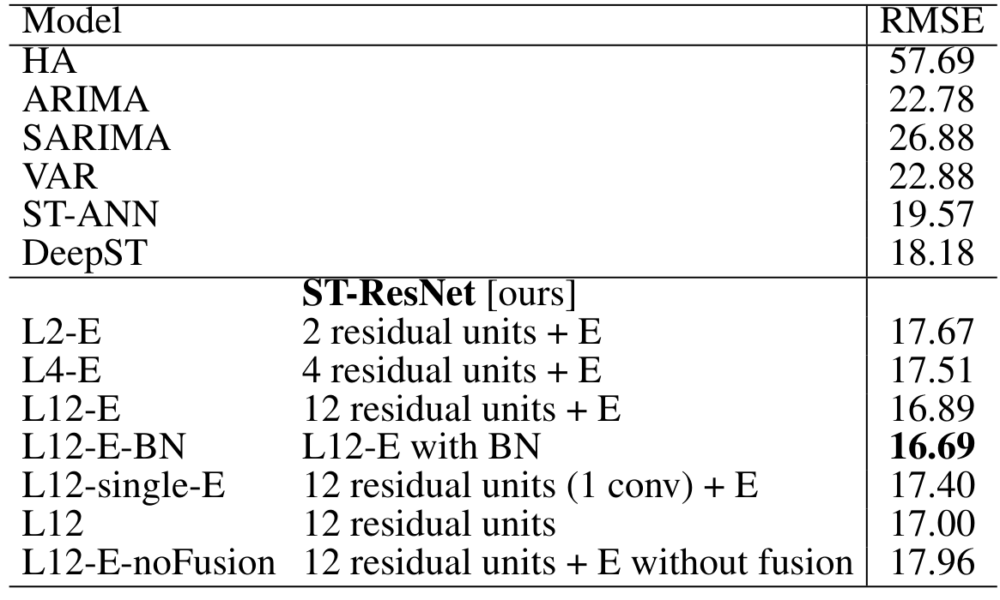 Model RMSE
HA 57.69
ARIMA 22.78
SARIMA 26.88
VAR 22.88
ST-ANN 19.57
DeepST 18.18
ST-ResNet [ours]
L2-E 2 residual units + E 17.67
L4-E 4 residual units + E 17.51
L12-E 12 residual units + E 16.89
L12-E-BN L12-E with BN 16.69
L12-single-E 12 residual units (1 conv) + E 17.40
L12 12 residual units 17.00
L12-E-noFusion 12 residual units + E without fusion 17.96